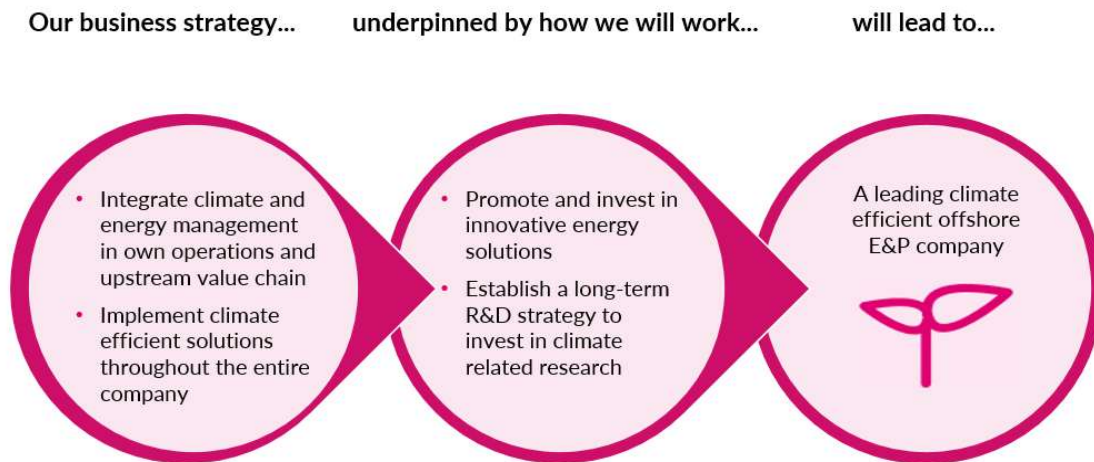 Our business strategy...
underpinned by how we will work...
will lead to...
• Integrate climate and
energy management
in own operations and
upstream value chain
• Implement climate
efficient solutions
throughout the entire
company
• Promote and invest in
innovative energy
solutions
• Establish a long-term
R&D strategy to
invest in climate
related research
A leading climate
efficient offshore
E&P company